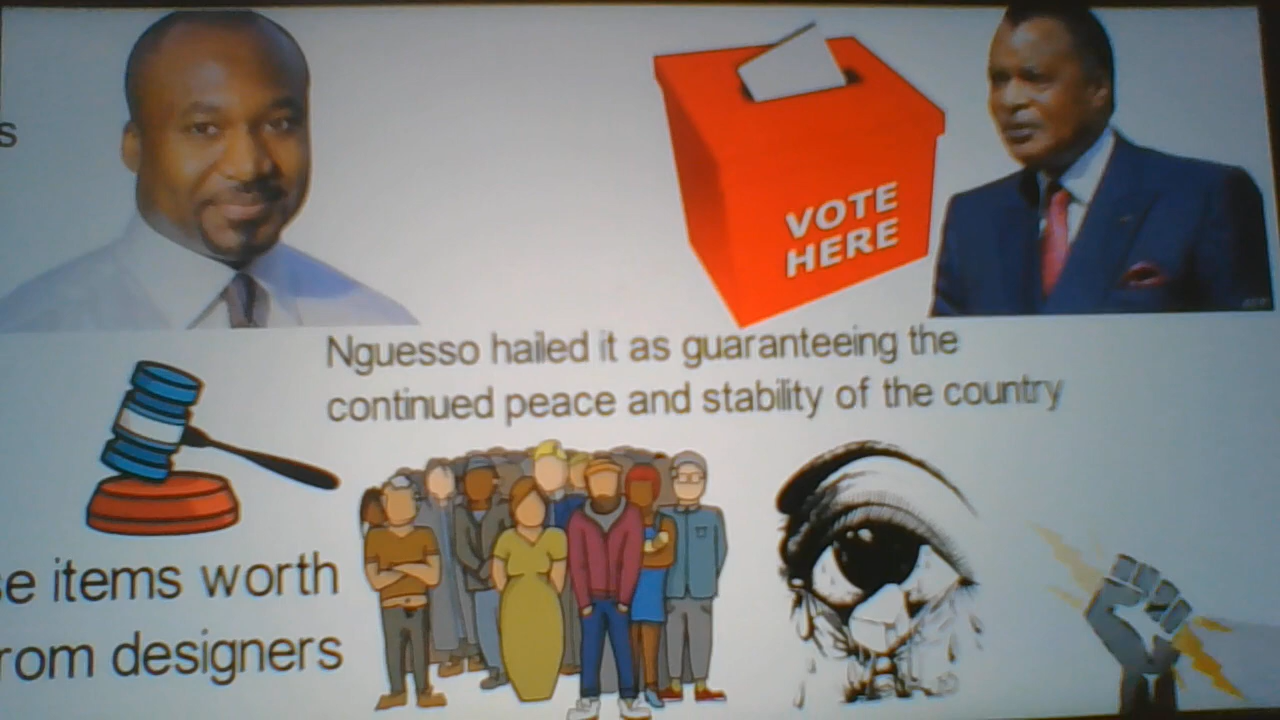 s
VOTE
HERE
Nguesso hailed it as guaranteeing the
continued peace and stability of the country
se items worth
rom designers